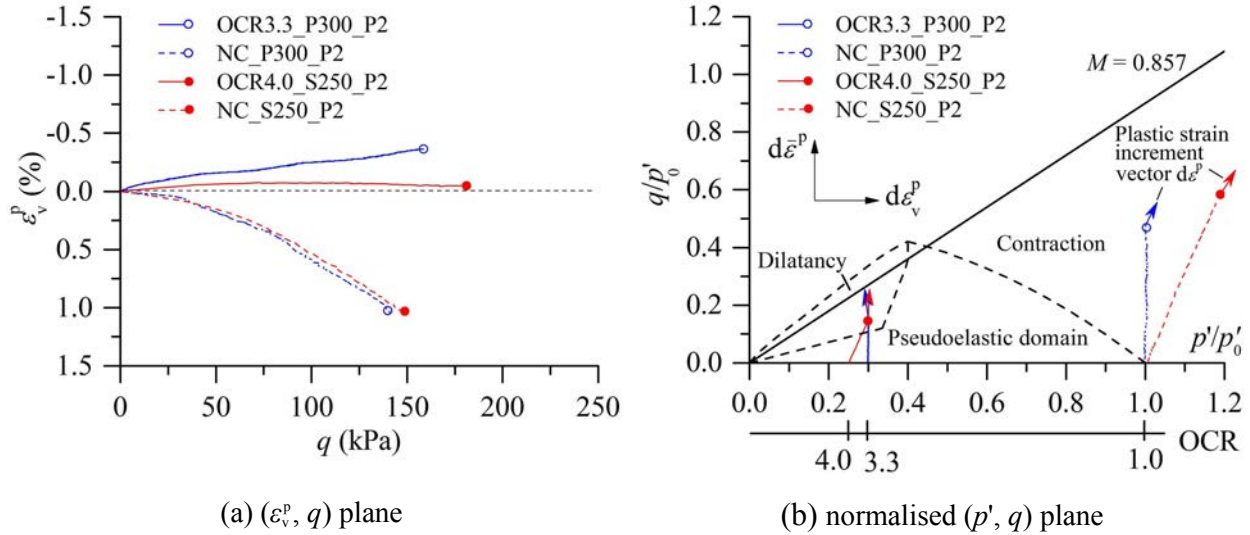 -1.5
-1.0
-0.5
0.0
0.5
1.0
1.5
ε_v^p (%)
OCR3.3_P300_P2
NC_P300_P2
OCR4.0_S250_P2
NC_S250_P2
0 50 100 150 200 250
q (kPa)
(a) (ε_v^p, q) plane
1.2
1.0
0.8
0.6
0.4
0.2
0.0
q/p'_0
OCR3.3_P300_P2
NC_P300_P2
OCR4.0_S250_P2
NC_S250_P2
M = 0.857
dε̄^p
dε_v^p
Plastic strain
increment
vector dε^p
Contraction
Dilatancy
Pseudoelastic domain
p'/p'_0
0.0 0.2 0.4 0.6 0.8 1.0 1.2
OCR
4.0 3.3 1.0
(b) normalised (p', q) plane